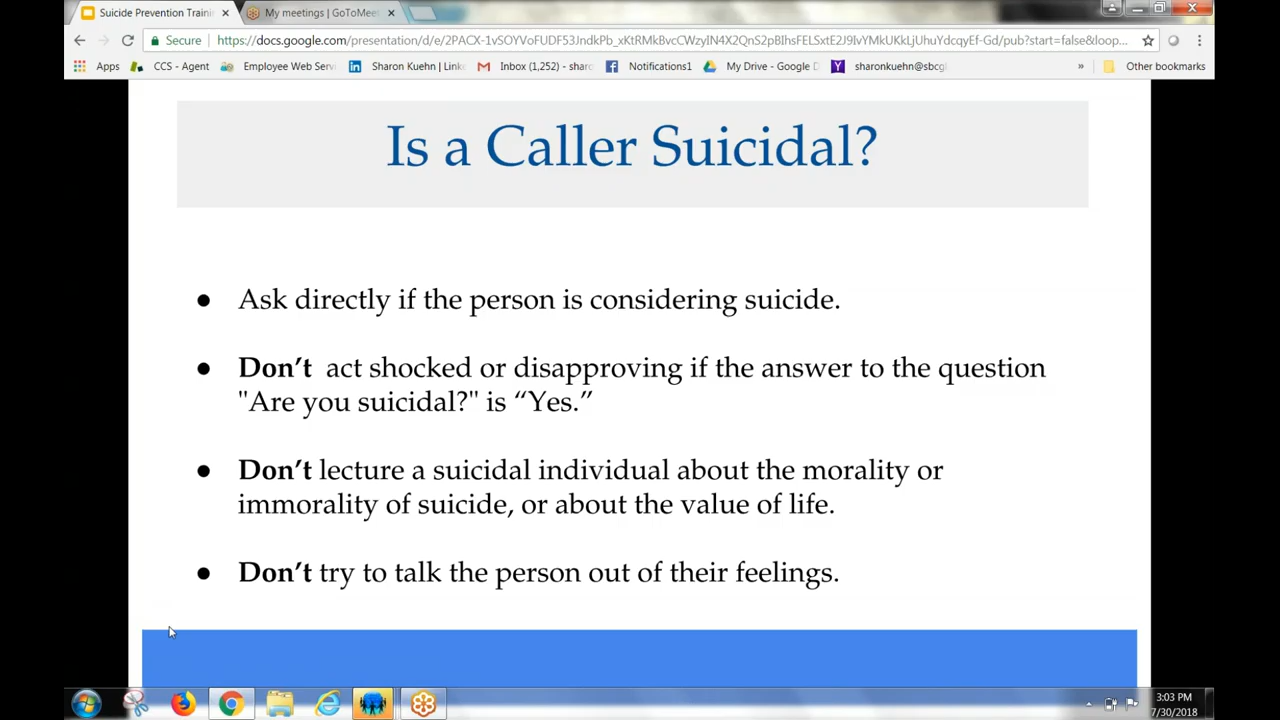 Suicide Prevention Trainin
My meetings | GoToMeet
Secure
https://docs.google.com/presentation/d/e/2PACX-1vSOYVoFUDF53JndkPb_xKtRMkBvcCWzyIN4X2QnS2pBIhsFELSxtE2J9IvYMkUKkLjUhuYdcqyEf-Gd/pub?start=false&loop...
Apps
CCS - Agent
Employee Web Serv
Sharon Kuehn | Linke
Inbox (1,252) - sharo
Notifications1
My Drive - Google D
sharonkuehn@sbcgl
»
Other bookmarks
Is a Caller Suicidal?
● Ask directly if the person is considering suicide.
● Don’t act shocked or disapproving if the answer to the question
"Are you suicidal?" is “Yes.”
● Don’t lecture a suicidal individual about the morality or
immorality of suicide, or about the value of life.
● Don’t try to talk the person out of their feelings.
3:03 PM
7/30/2018